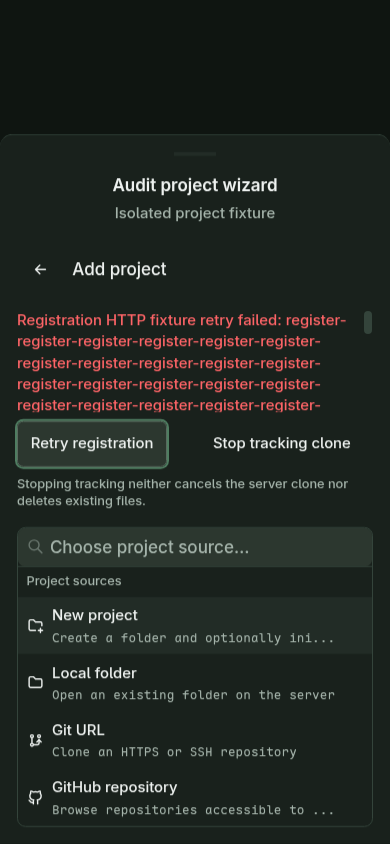 Audit project wizard
Isolated project fixture
Add project
Registration HTTP fixture retry failed: register-
register-register-register-register-register-
register-register-register-register-register-
register-register-register-register-register-
register-register-register-register-register-
Retry registration
Stop tracking clone
Stopping tracking neither cancels the server clone nor
deletes existing files.
Choose project source...
Project sources
New project
Create a folder and optionally ini...
Local folder
Open an existing folder on the server
Git URL
Clone an HTTPS or SSH repository
GitHub repository
Browse repositories accessible to ...